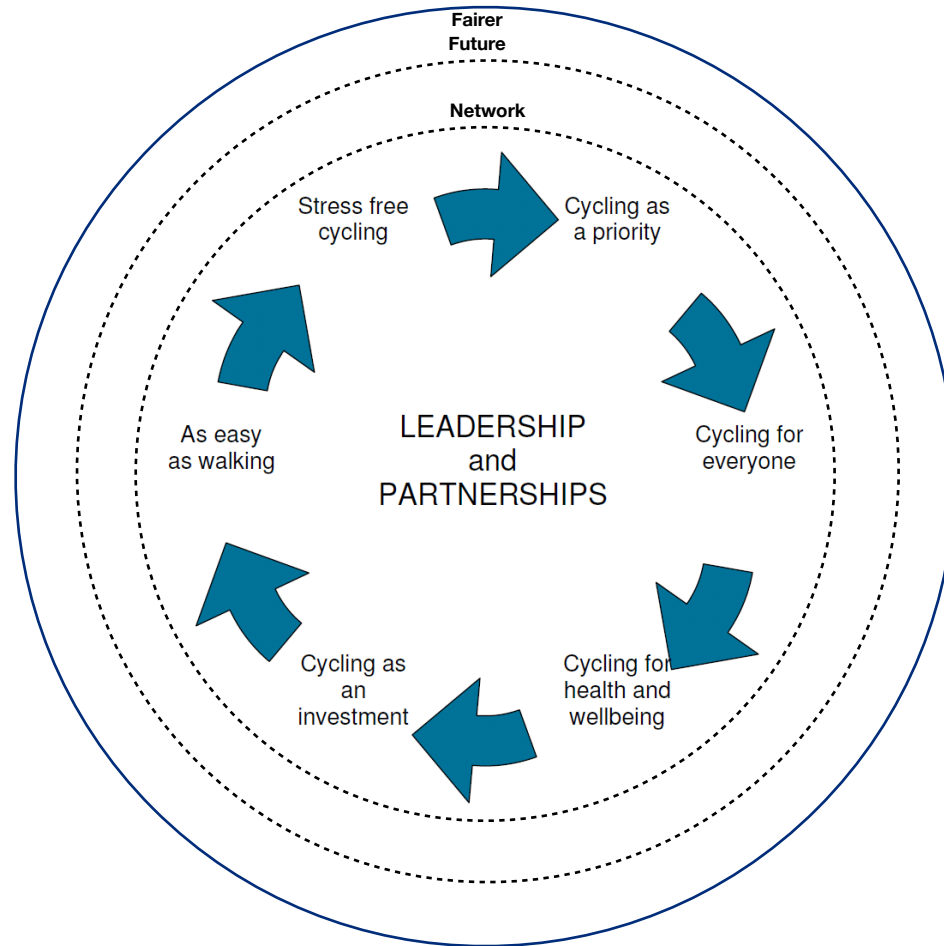 Fairer
Future
Network
Stress free
cycling
Cycling as
a priority
As easy
as walking
LEADERSHIP
and
PARTNERSHIPS
Cycling for
everyone
Cycling as
an
investment
Cycling for
health and
wellbeing